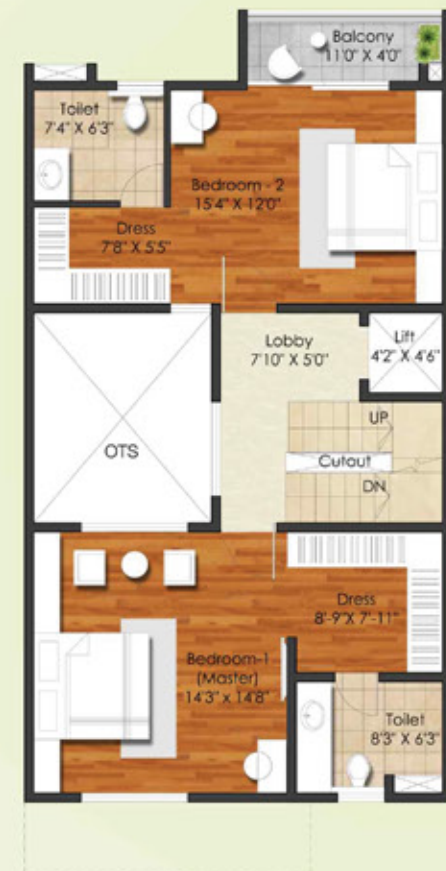 Balcony
11'0" X 4'0"
Toilet
7'4" X 6'3"
Bedroom - 2
15'4" X 12'0"
Dress
7'8" X 5'5"
Lobby
7'10" X 5'0"
Lift
4'2" X 4'6"
UP
OTS
Cutout
DN
Dress
8'-9"X 7'-11"
Bedroom-1
(Master)
14'3" x 14'8"
Toilet
8'3" X 6'3"